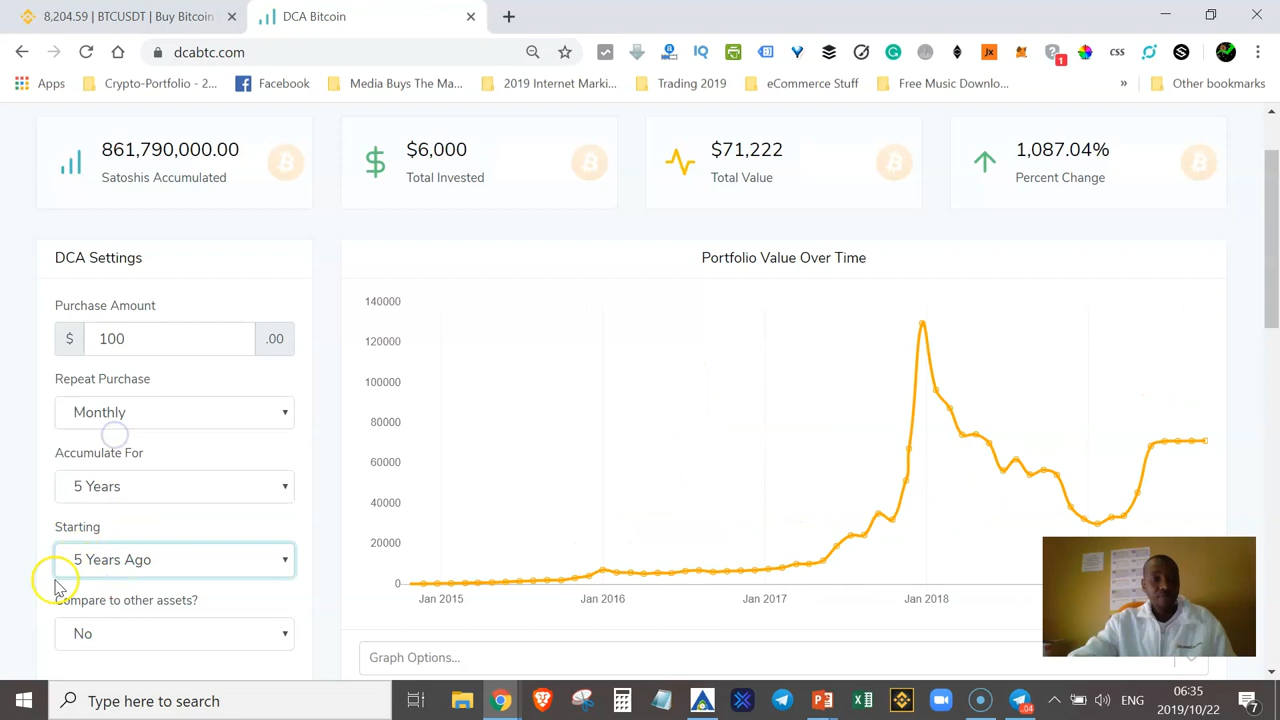 8,204.59 | BTCUSDT | Buy Bitcoin
DCA Bitcoin
dcabtc.com
Apps
Crypto-Portfolio - 2...
Facebook
Media Buys The Ma...
2019 Internet Marki...
Trading 2019
eCommerce Stuff
Free Music Downlo...
»
Other bookmarks
861,790,000.00
Satoshis Accumulated
$6,000
Total Invested
$71,222
Total Value
1,087.04%
Percent Change
DCA Settings
Purchase Amount
$ 100 .00
Repeat Purchase
Monthly
Accumulate For
5 Years
Starting
5 Years Ago
Compare to other assets?
No
Portfolio Value Over Time
140000
120000
100000
80000
60000
40000
20000
0
Jan 2015
Jan 2016
Jan 2017
Jan 2018
Graph Options...
Type here to search
ENG
06:35
2019/10/22
7